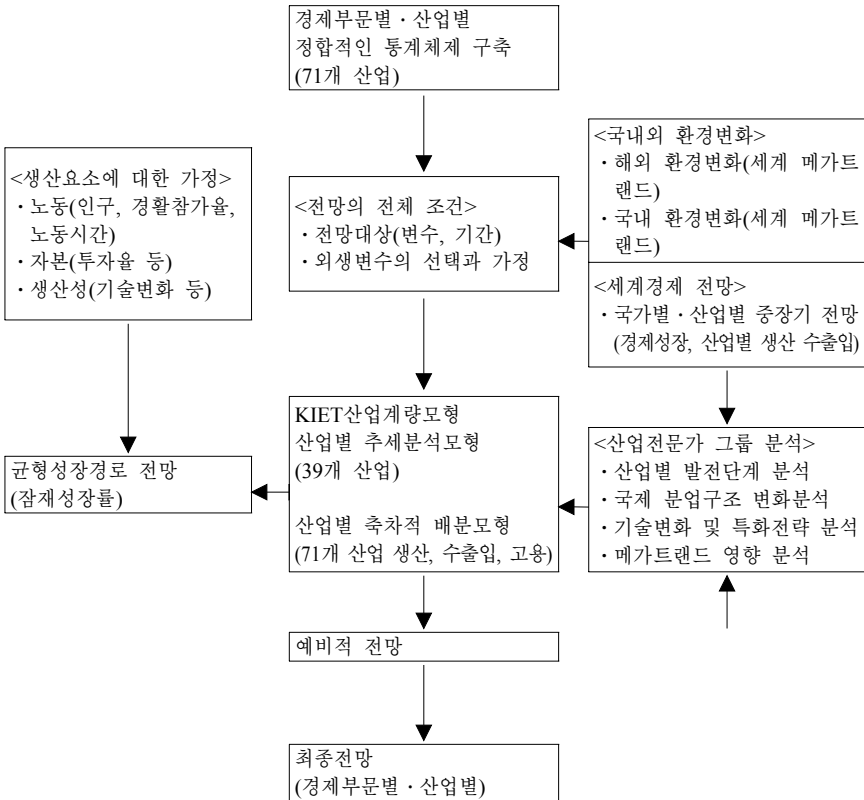 경제부문별·산업별
정합적인 통계체제 구축
(71개 산업)
<생산요소에 대한 가정>
·노동(인구, 경활참가율,
노동시간)
·자본(투자율 등)
·생산성(기술변화 등)
<전망의 전체 조건>
·전망대상(변수, 기간)
·외생변수의 선택과 가정
<국내외 환경변화>
·해외 환경변화(세계 메가트
랜드)
·국내 환경변화(세계 메가트
랜드)
<세계경제 전망>
·국가별·산업별 중장기 전망
(경제성장, 산업별 생산 수출입)
균형성장경로 전망
(잠재성장률)
KIET산업계량모형
산업별 추세분석모형
(39개 산업)
산업별 축차적 배분모형
(71개 산업 생산, 수출입, 고용)
<산업전문가 그룹 분석>
·산업별 발전단계 분석
·국제 분업구조 변화분석
·기술변화 및 특화전략 분석
·메가트랜드 영향 분석
예비적 전망
최종전망
(경제부문별·산업별)